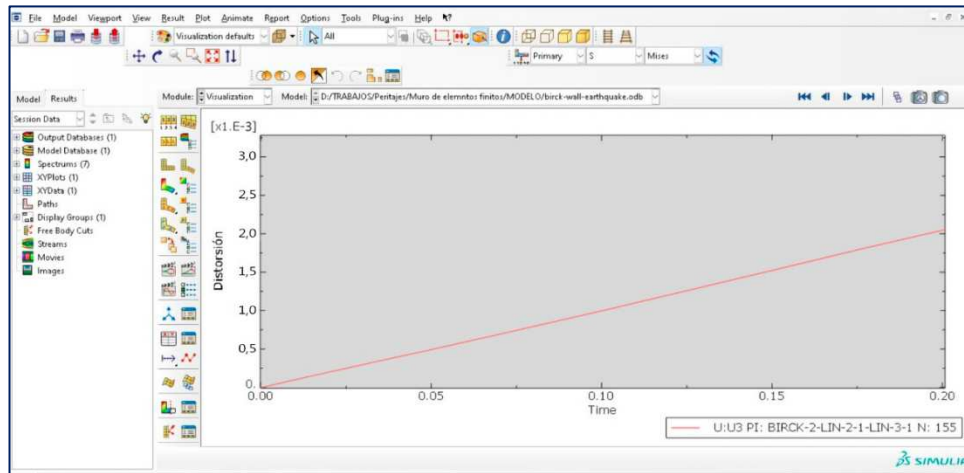 File Model Viewport View Result Plot Animate Report Options Tools Plug-ins Help
Visualization defaults All
Primary S Mises
Model Results Module: Visualization Model: D:/TRABAJOS/Peritajes/Muro de elemntos finitos/MODELO/birck-wall-earthquake.odb
Session Data
Output Databases (1)
Model Database (1)
Spectrums (7)
XYPlots (1)
XYData (1)
Paths
Display Groups (1)
Free Body Cuts
Streams
Movies
Images
[x1.E-3]
3,0
2,5
2,0
1,5
1,0
0,5
0.
Distorsión
0.00 0.05 0.10 0.15 0.20
Time
U:U3 PI: BIRCK-2-LIN-2-1-LIN-3-1 N: 155
SIMULIA